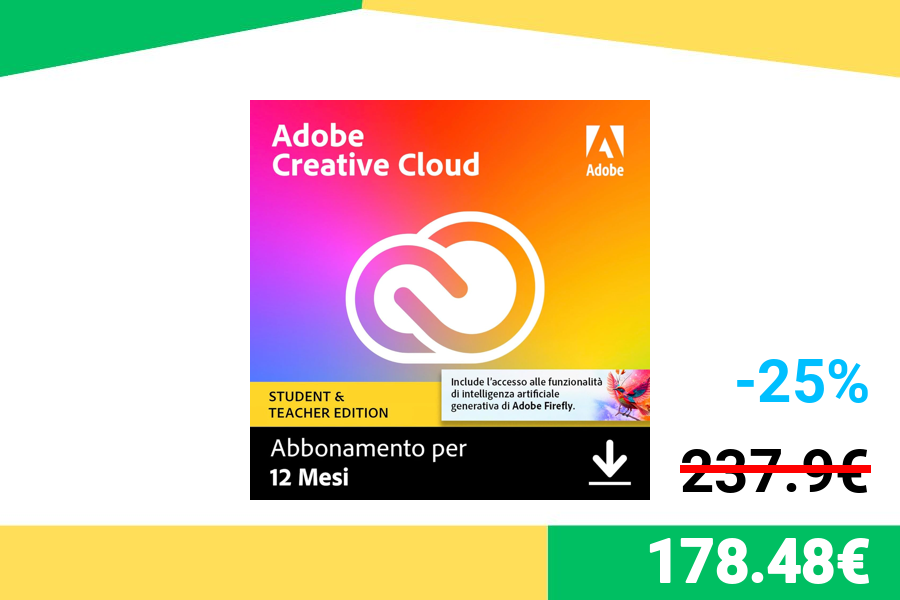 Adobe
Creative Cloud
Adobe
STUDENT &
TEACHER EDITION
Include l'accesso alle funzionalità
di intelligenza artificiale
generativa di Adobe Firefly.
Abbonamento per
12 Mesi
-25%
237.9€
178.48€